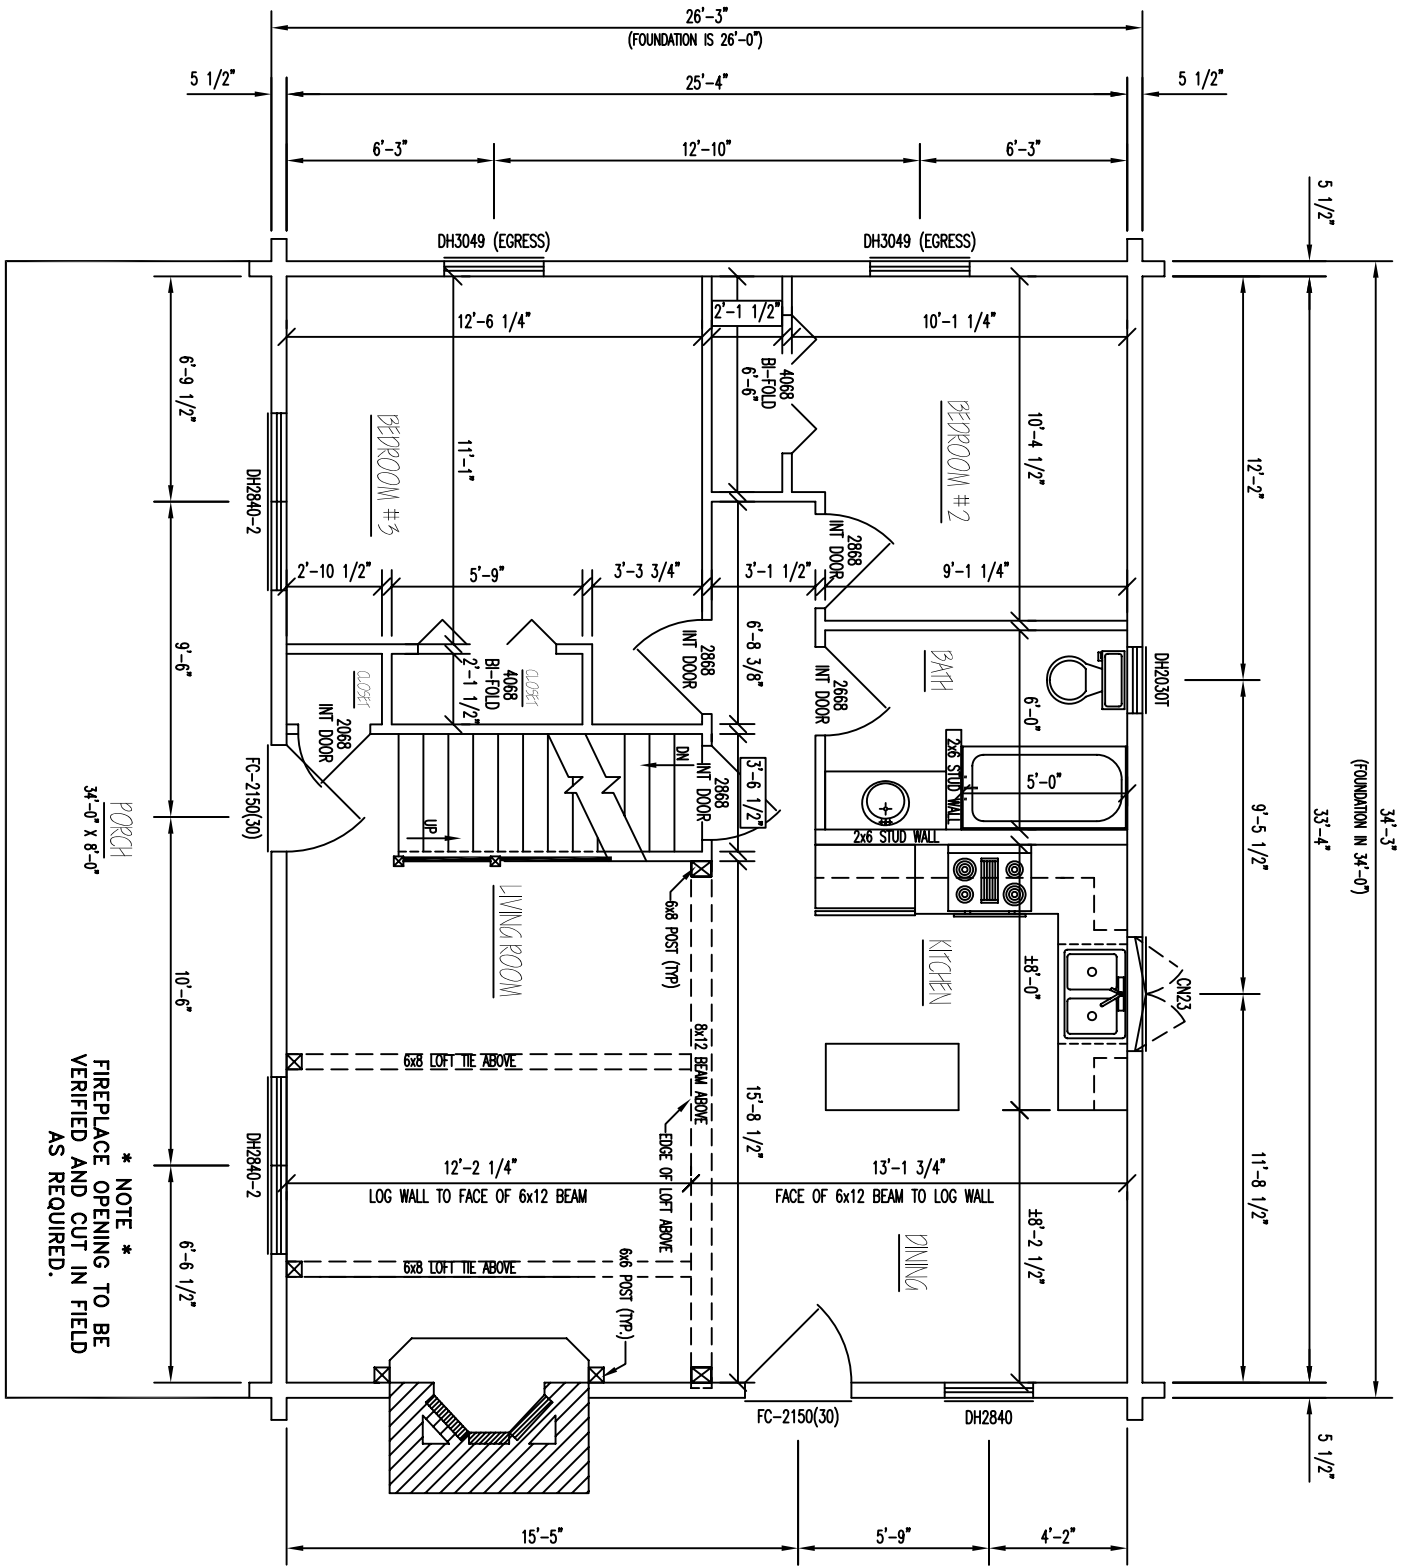 26'-3"
(FOUNDATION IS 26'-0")
5 1/2"
25'-4"
5 1/2"
6'-3"
12'-10"
6'-3"
5 1/2"
DH3049 (EGRESS)
DH3049 (EGRESS)
34'-3"
(FOUNDATION IN 34'-0")
33'-4"
12'-2"
9'-5 1/2"
11'-8 1/2"
5 1/2"
12'-6 1/4"
2'-1 1/2"
10'-1 1/4"
4068
BI-FOLD
6'-6"
BEDROOM #2
10'-4 1/2"
BEDROOM #3
11'-1"
6'-9 1/2"
DH2840-2
2868
INT DOOR
2'-10 1/2"
5'-9"
3'-3 3/4"
3'-1 1/2"
9'-1 1/4"
6'-8 3/8"
2868
INT DOOR
2668
INT DOOR
BATH
DH2030T
6'-0"
CLOSET
4068
BI-FOLD
2'-1 1/2"
CLOSET
2068
INT DOOR
9'-6"
FC-2150(30)
PORCH
34'-0" X 8'-0"
DN
2868
INT DOOR
3'-6 1/2"
UP
2x6 STUD WALL
5'-0"
2x6 STUD WALL
LIVING ROOM
6x8 POST (TYP)
KITCHEN
±8'-0"
CN23
10'-6"
6x8 LOFT TIE ABOVE
8x12 BEAM ABOVE
EDGE OF LOFT ABOVE
15'-8 1/2"
12'-2 1/4"
LOG WALL TO FACE OF 6x12 BEAM
13'-1 3/4"
FACE OF 6x12 BEAM TO LOG WALL
DH2840-2
6'-6 1/2"
DINING
±8'-2 1/2"
6x8 LOFT TIE ABOVE
6x6 POST (TYP.)
* NOTE *
FIREPLACE OPENING TO BE
VERIFIED AND CUT IN FIELD
AS REQUIRED.
FC-2150(30)
DH2840
15'-5"
5'-9"
4'-2"